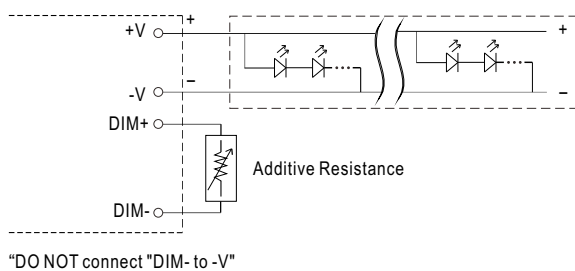 +
+V
+
−
-V
−
DIM+
Additive Resistance
DIM-
“DO NOT connect "DIM- to -V"